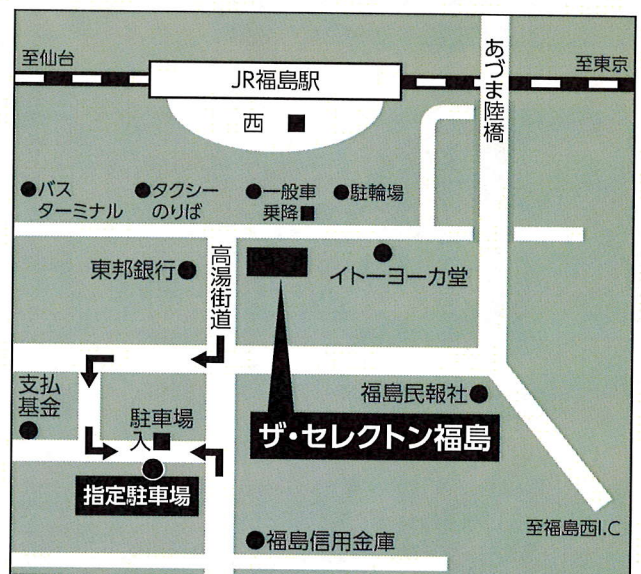 至仙台
JR福島駅
至東京
あづま陸橋
西■
●バス
ターミナル
●タクシー
のりば
●一般車
乗降■
●駐輪場
東邦銀行●
高湯街道
イトーヨーカ堂
支払
基金
駐車場
入■
指定駐車場
福島民報社●
ザ・セレクトン福島
●福島信用金庫
至福島西I.C